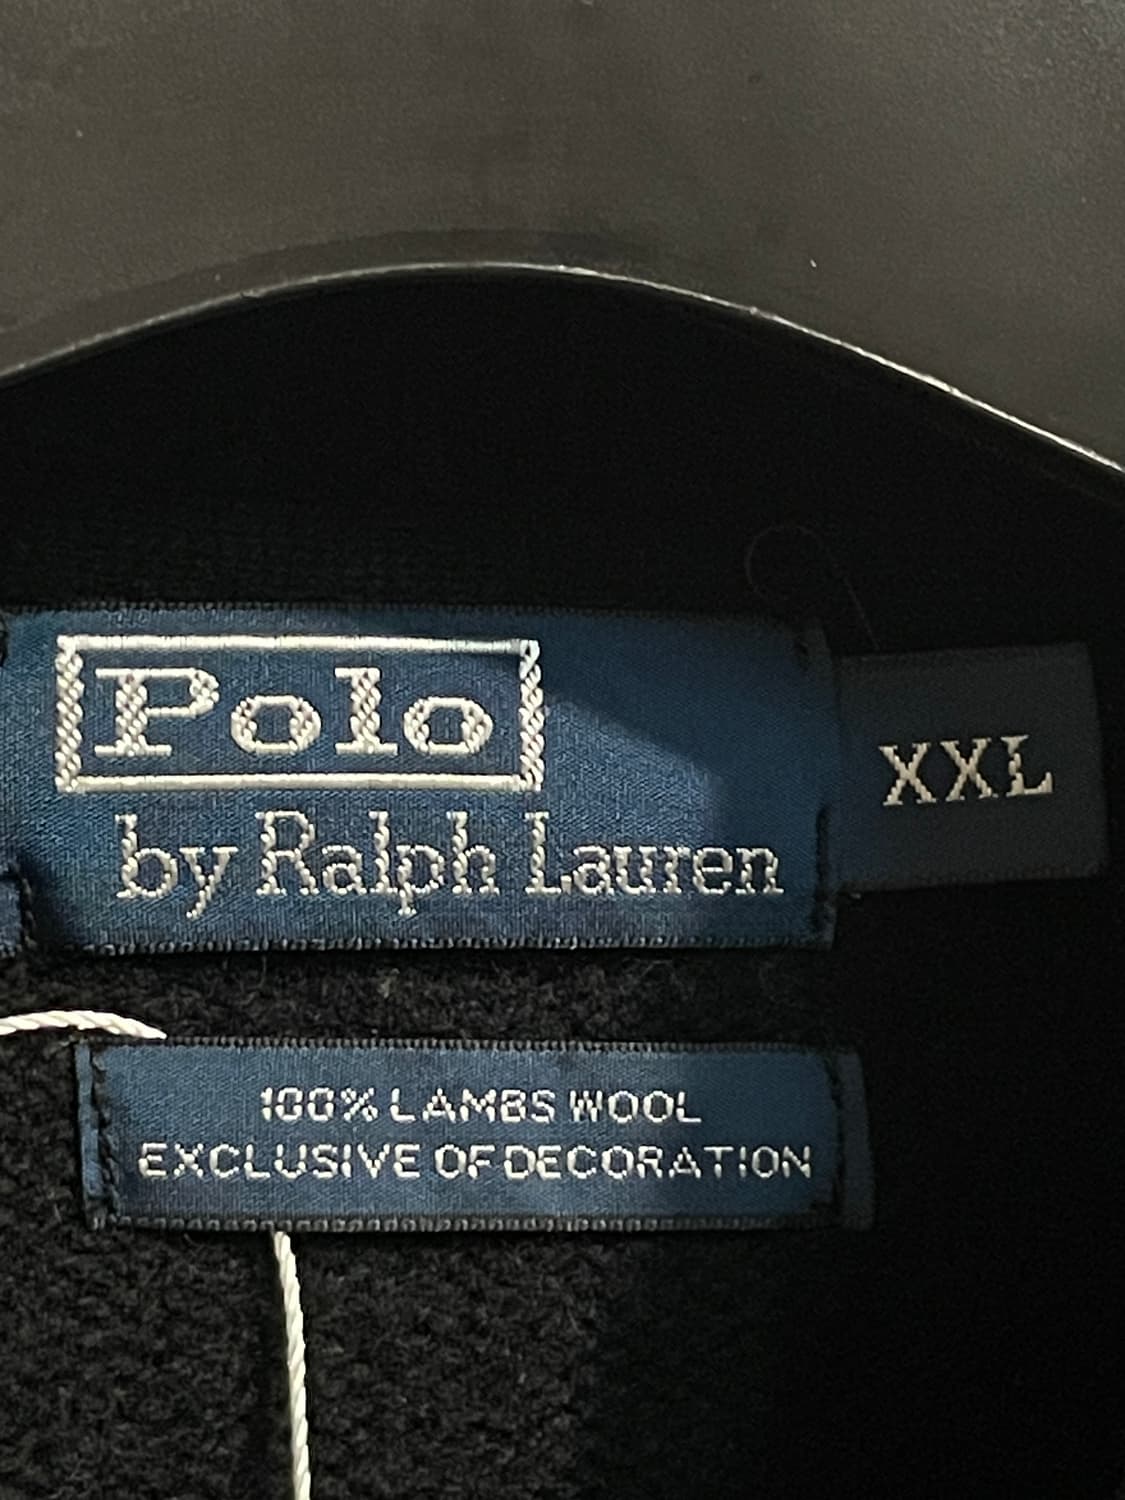 Polo
by Ralph Lauren
XXL
100% LAMBS WOOL
EXCLUSIVE OF DECORATION